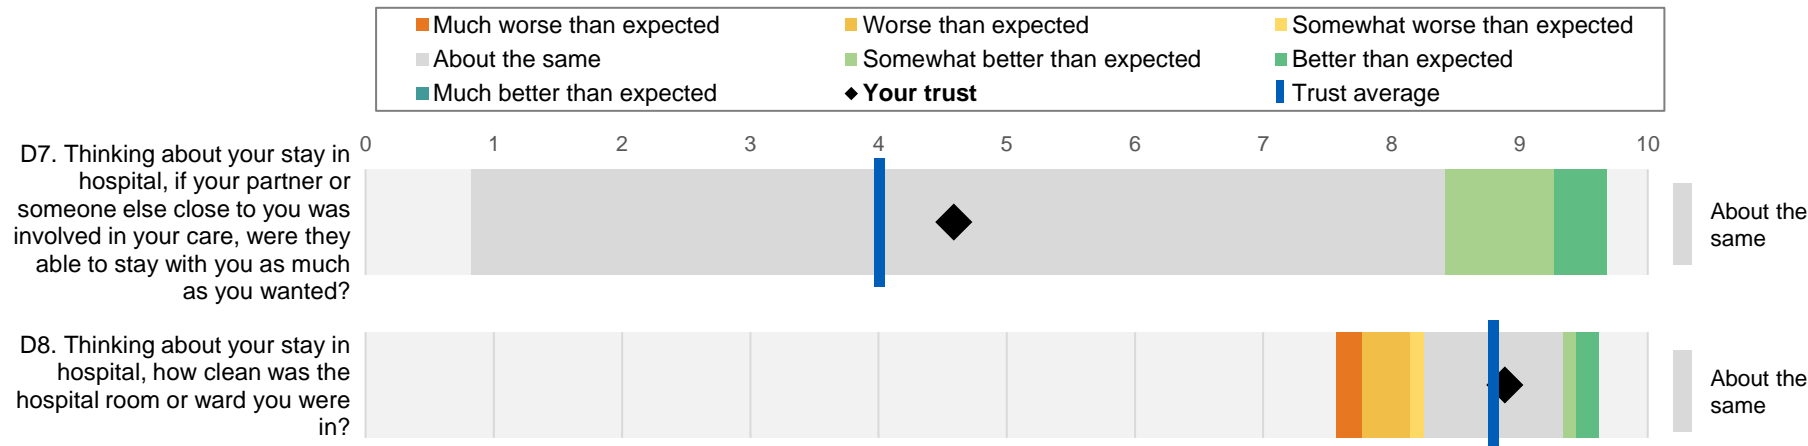 Much worse than expected
Worse than expected
Somewhat worse than expected
About the same
Somewhat better than expected
Better than expected
Much better than expected
Your trust
Trust average
0 1 2 3 4 5 6 7 8 9 10
D7. Thinking about your stay in
hospital, if your partner or
someone else close to you was
involved in your care, were they
able to stay with you as much
as you wanted?
About the
same
D8. Thinking about your stay in
hospital, how clean was the
hospital room or ward you were
in?
About the
same